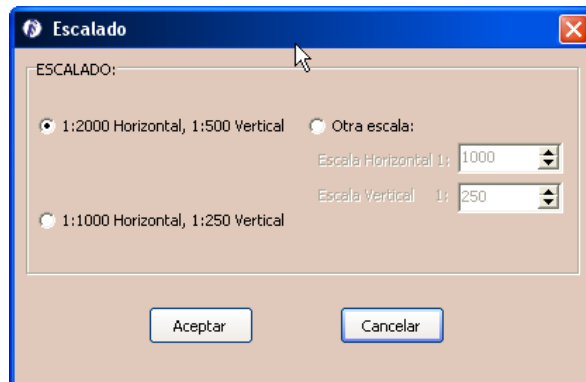 Escalado
ESCALADO:
1:2000 Horizontal, 1:500 Vertical
Otra escala:
Escala Horizontal 1: 1000
Escala Vertical 1: 250
1:1000 Horizontal, 1:250 Vertical
Aceptar
Cancelar